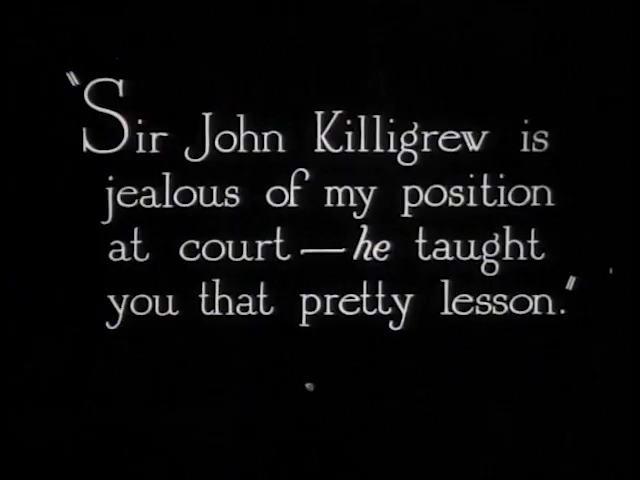 "Sir John Killigrew is
jealous of my position
at court — he taught
you that pretty lesson."